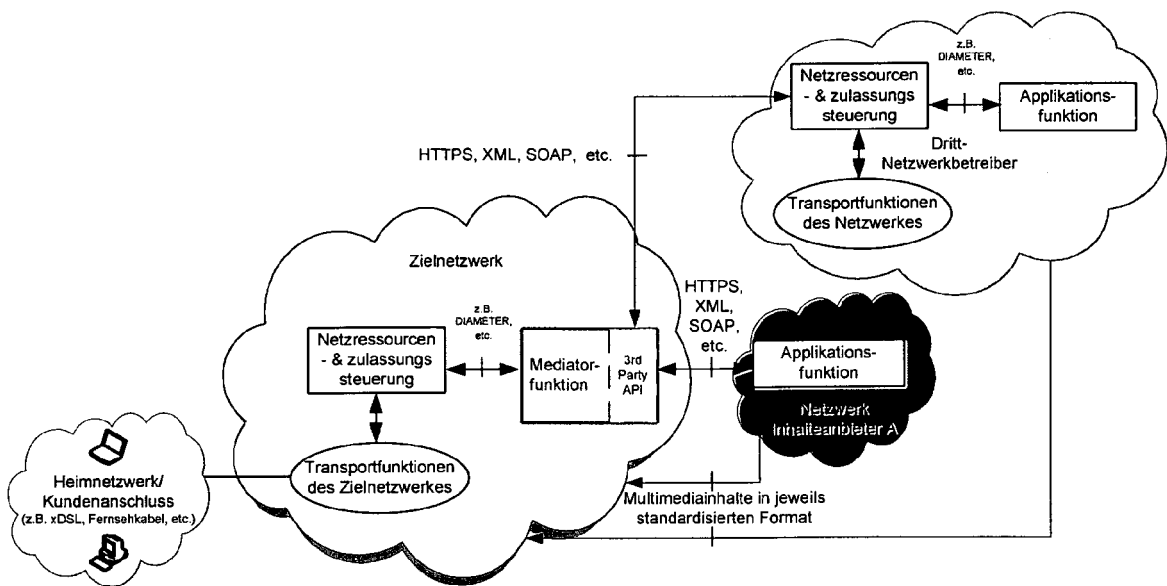 z.B.
DIAMETER,
etc.
Netzressourcen
- & zulassungs
steuerung
Applikations-
funktion
Dritt-
Netzwerkbetreiber
HTTPS, XML, SOAP, etc.
Transportfunktionen
des Netzwerkes
Zielnetzwerk
HTTPS,
XML,
SOAP,
etc.
z.B.
DIAMETER,
etc.
Netzressourcen
- & zulassungs
steuerung
Mediator-
funktion
3rd
Party
API
Applikations-
funktion
Netzwerk
Inhalteanbieter A
Transportfunktionen
des Zielnetzwerkes
Heimnetzwerk/
Kundenanschluss
(z.B. xDSL, Fernsehkabel, etc.)
Multimediainhalte in jeweils
standardisierten Format